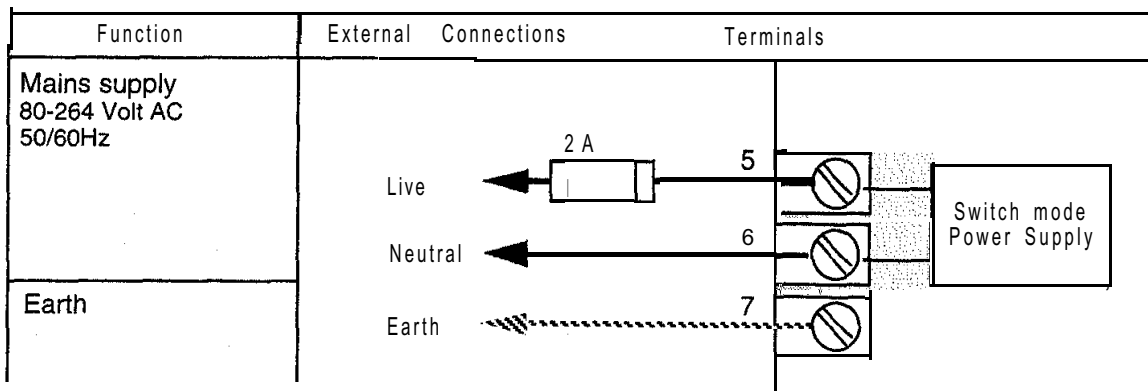 Function External Connections Terminals
Mains supply
80-264 Volt AC
50/60Hz
2 A
Live
5
Switch mode
Power Supply
Neutral
6
Earth
Earth
7